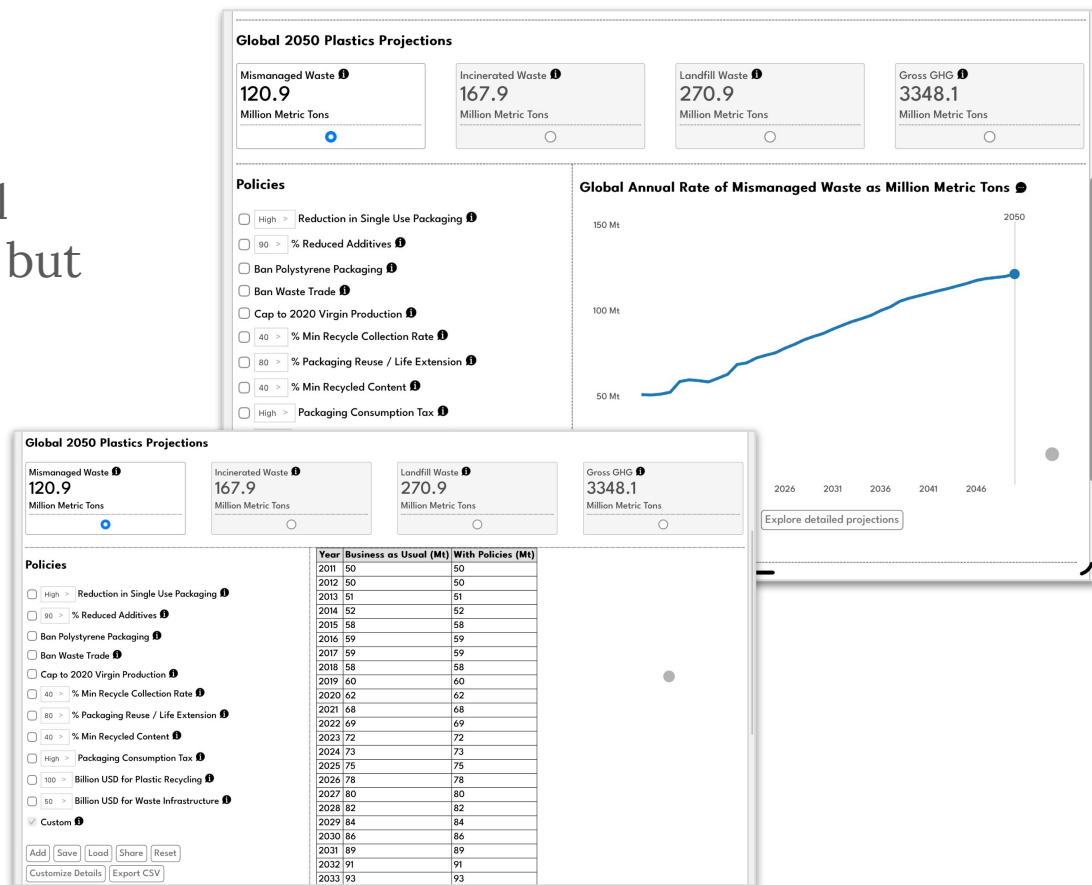 but
Global 2050 Plastics Projections
Mismanaged Waste
120.9
Million Metric Tons
Incinerated Waste
167.9
Million Metric Tons
Landfill Waste
270.9
Million Metric Tons
Gross GHG
3348.1
Million Metric Tons
Policies
High > Reduction in Single Use Packaging
90 > % Reduced Additives
Ban Polystyrene Packaging
Ban Waste Trade
Cap to 2020 Virgin Production
40 > % Min Recycle Collection Rate
80 > % Packaging Reuse / Life Extension
40 > % Min Recycled Content
High > Packaging Consumption Tax
Global Annual Rate of Mismanaged Waste as Million Metric Tons
2050
150 Mt
100 Mt
50 Mt
2026 2031 2036 2041 2046
Explore detailed projections
Global 2050 Plastics Projections
Mismanaged Waste
120.9
Million Metric Tons
Incinerated Waste
167.9
Million Metric Tons
Landfill Waste
270.9
Million Metric Tons
Gross GHG
3348.1
Million Metric Tons
Policies
High > Reduction in Single Use Packaging
90 > % Reduced Additives
Ban Polystyrene Packaging
Ban Waste Trade
Cap to 2020 Virgin Production
40 > % Min Recycle Collection Rate
80 > % Packaging Reuse / Life Extension
40 > % Min Recycled Content
High > Packaging Consumption Tax
100 > Billion USD for Plastic Recycling
50 > Billion USD for Waste Infrastructure
Custom
Add Save Load Share Reset
Customize Details Export CSV
Year Business as Usual (Mt) With Policies (Mt)
2011 50 50
2012 50 50
2013 51 51
2014 52 52
2015 58 58
2016 59 59
2017 59 59
2018 58 58
2019 60 60
2020 62 62
2021 68 68
2022 69 69
2023 72 72
2024 73 73
2025 75 75
2026 78 78
2027 80 80
2028 82 82
2029 84 84
2030 86 86
2031 89 89
2032 91 91
2033 93 93